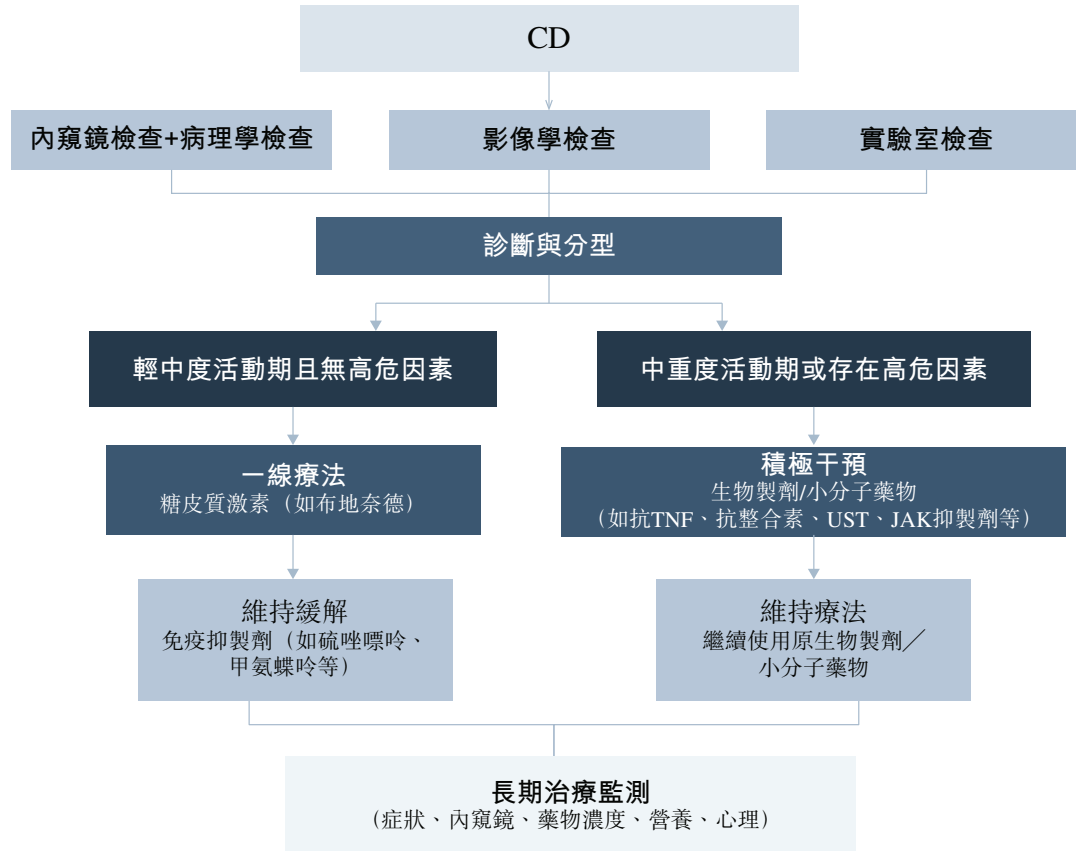 CD
內窺鏡檢查+病理學檢查
影像學檢查
實驗室檢查
診斷與分型
輕中度活動期且無高危因素
中重度活動期或存在高危因素
一線療法
糖皮質激素（如布地奈德）
積極干預
生物製劑/小分子藥物
（如抗TNF、抗整合素、UST、JAK抑製劑等）
維持緩解
免疫抑製劑（如硫唑嘌呤、
甲氨蝶呤等）
維持療法
繼續使用原生物製劑／
小分子藥物
長期治療監測
（症狀、內窺鏡、藥物濃度、營養、心理）